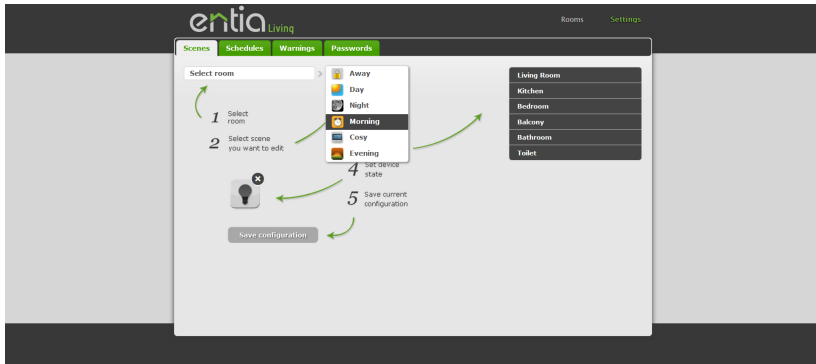 entia Living
Rooms
Settings
Scenes
Schedules
Warnings
Passwords
Select room
>
Away
Day
Night
Morning
Cosy
Evening
1 Select
room
2 Select scene
you want to edit
4 Set device
state
5 Save current
configuration
Save configuration
Living Room
Kitchen
Bedroom
Balcony
Bathroom
Toilet